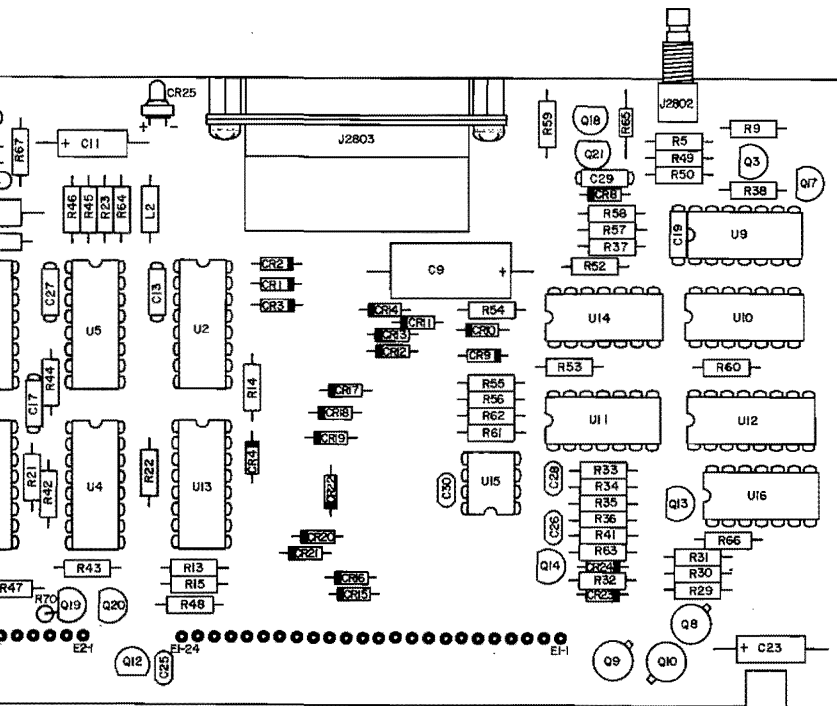 CR25
J2802
Q18
R65
R59
R9
+ -
+ C11
J2803
R5
R67
Q21
R49
Q3
R50
C29
Q17
CR8
R38
R46
R45
R23
R64
L2
R58
R57
C19
U9
R37
CR2
C9
+
R52
C27
C13
CR1
CR3
CR14
R54
U14
U10
CR11
U5
U2
CR10
CR13
CR12
CR9
R53
R60
R44
R14
R55
CR17
R56
C17
CR18
R62
U11
U12
CR19
R61
CR4
R21
R22
R33
C28
U15
R42
U4
U13
CR22
C30
R34
U16
R35
Q13
R36
C26
CR20
R41
R66
CR21
R63
R31
R43
R13
Q14
CR24
R30
CR16
R32
R15
R47
CR15
CR23
R29
R70
Q19
Q20
R48
Q8
E2-1
E1-24
E1-1
+ C23
Q12
C25
Q9
Q10